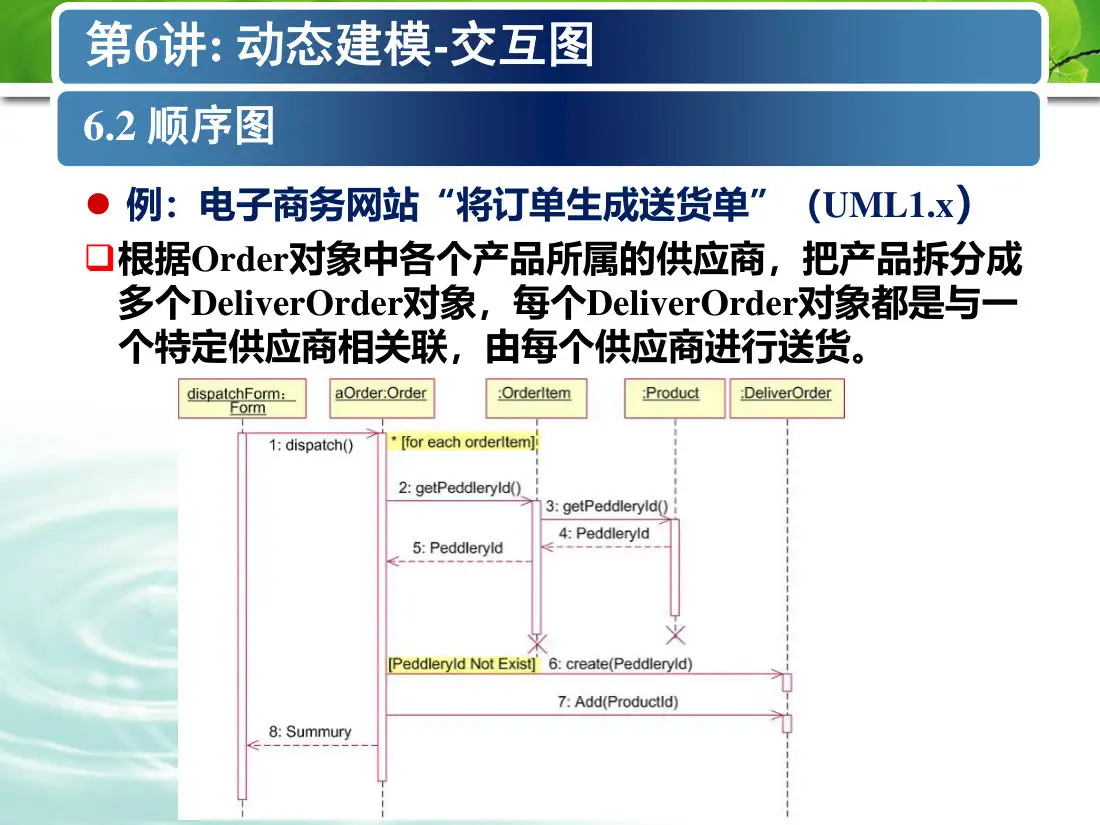 第6讲: 动态建模-交互图
6.2 顺序图
例：电子商务网站“将订单生成送货单”（UML1.x）
根据Order对象中各个产品所属的供应商，把产品拆分成
多个DeliverOrder对象，每个DeliverOrder对象都是与一
个特定供应商相关联，由每个供应商进行送货。
dispatchForm：
Form
aOrder:Order
:OrderItem
:Product
:DeliverOrder
1: dispatch()
* [for each orderItem]
2: getPeddleryId()
3: getPeddleryId()
4: PeddleryId
5: PeddleryId
[PeddleryId Not Exist]
6: create(PeddleryId)
7: Add(ProductId)
8: Summury